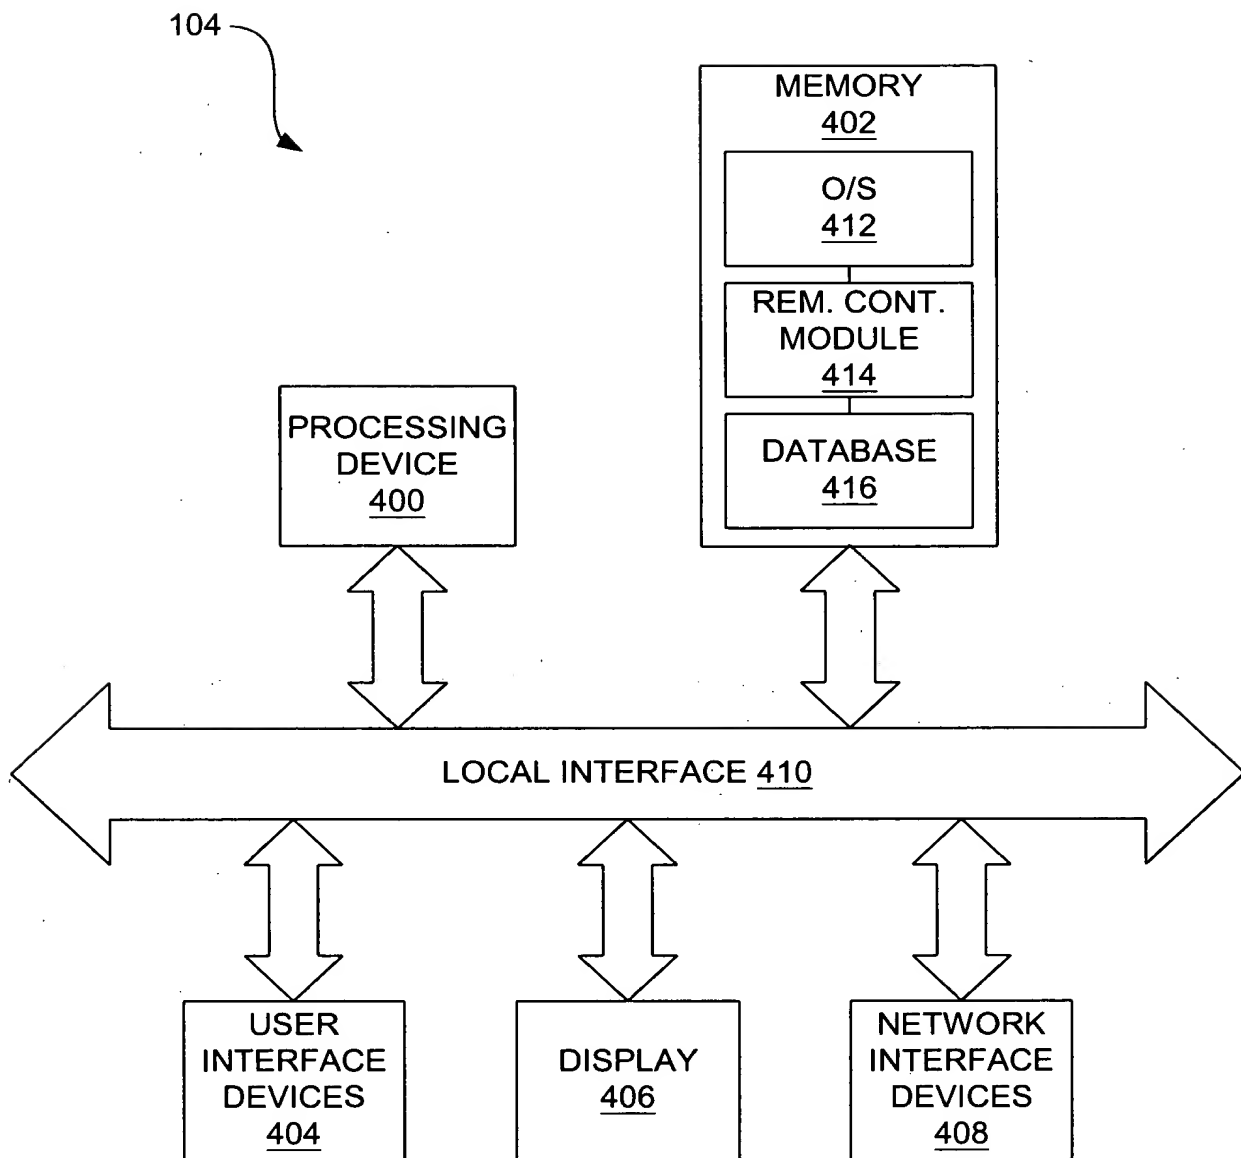 104
MEMORY
402
O/S
412
REM. CONT.
MODULE
414
DATABASE
416
PROCESSING
DEVICE
400
LOCAL INTERFACE 410
USER
INTERFACE
DEVICES
404
DISPLAY
406
NETWORK
INTERFACE
DEVICES
408